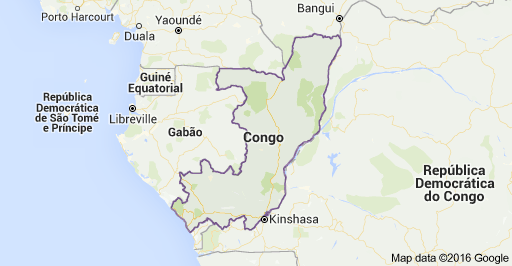 Porto Harcourt
Duala
Yaoundé
Bangui
Guiné
Equatorial
República
Democrática
de São Tomé
e Príncipe
Libreville
Gabão
Congo
República
Democrática
do Congo
Kinshasa
Map data ©2016 Google